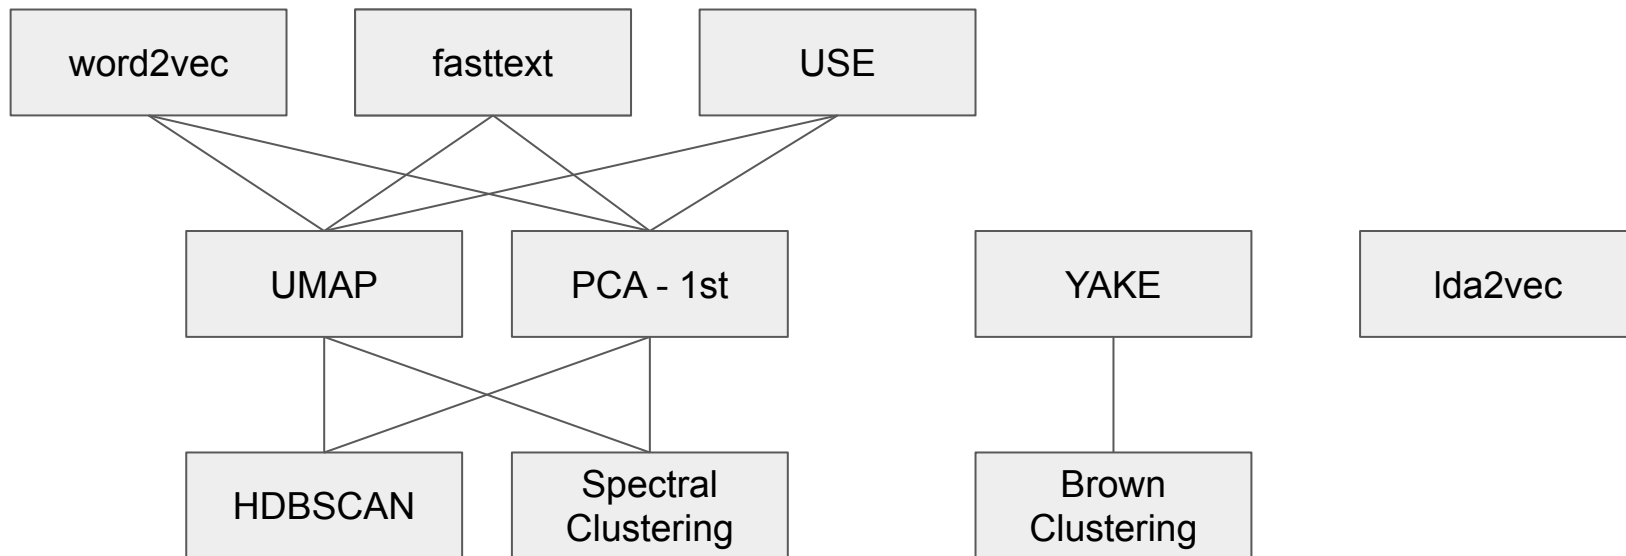 word2vec
fasttext
USE
UMAP
PCA - 1st
YAKE
lda2vec
HDBSCAN
Spectral
Clustering
Brown
Clustering